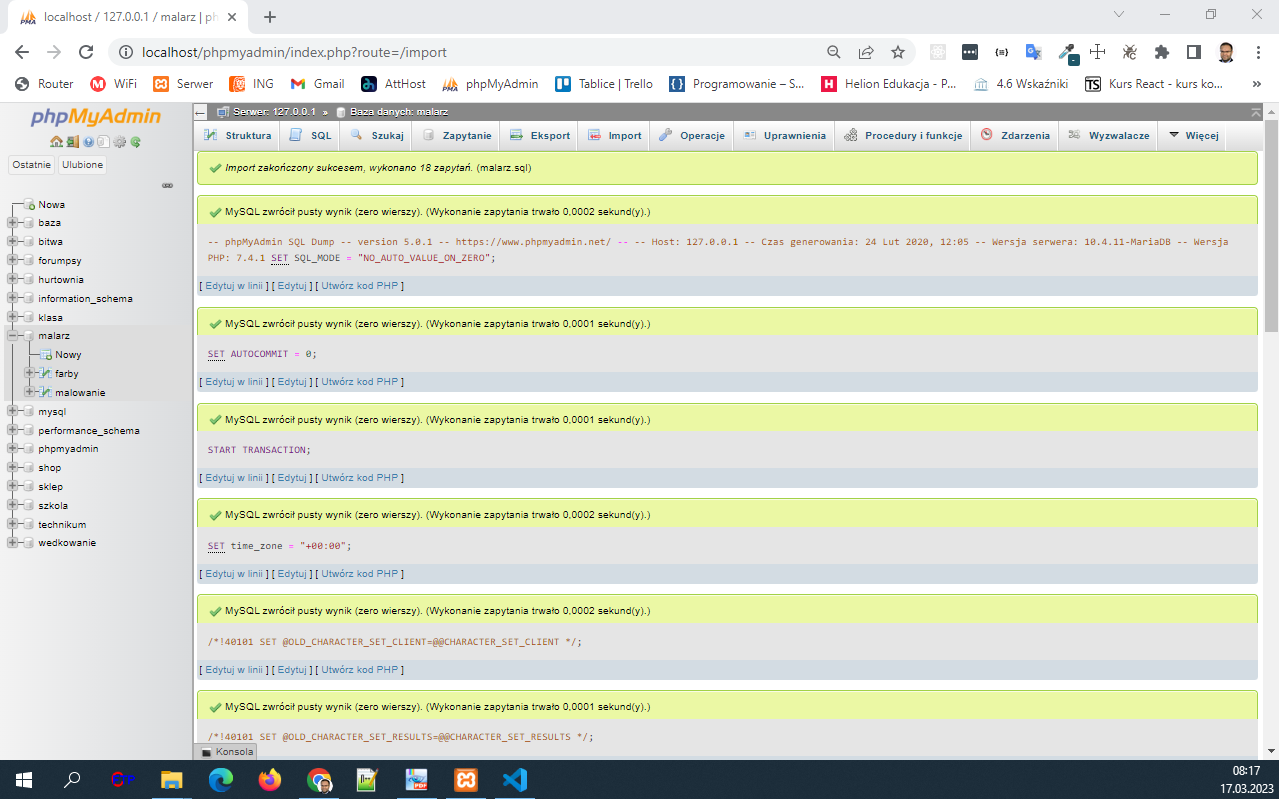 localhost / 127.0.0.1 / malarz | ph
localhost/phpmyadmin/index.php?route=/import
Router WiFi Serwer ING Gmail AttHost phpMyAdmin Tablice | Trello Programowanie – S... Helion Edukacja - P... 4.6 Wskaźniki Kurs React - kurs ko... »
phpMyAdmin
Ostatnie Ulubione
Nowa
baza
bitwa
forumpsy
hurtownia
information_schema
klasa
malarz
Nowy
farby
malowanie
mysql
performance_schema
phpmyadmin
shop
sklep
szkola
technikum
wedkowanie
Serwer: 127.0.0.1 » Baza danych: malarz
Struktura SQL Szukaj Zapytanie Eksport Import Operacje Uprawnienia Procedury i funkcje Zdarzenia Wyzwalacze Więcej
Import zakończony sukcesem, wykonano 18 zapytań. (malarz.sql)
MySQL zwrócił pusty wynik (zero wierszy). (Wykonanie zapytania trwało 0,0002 sekund(y).)
-- phpMyAdmin SQL Dump -- version 5.0.1 -- https://www.phpmyadmin.net/ -- -- Host: 127.0.0.1 -- Czas generowania: 24 Lut 2020, 12:05 -- Wersja serwera: 10.4.11-MariaDB -- Wersja
PHP: 7.4.1 SET SQL_MODE = "NO_AUTO_VALUE_ON_ZERO";
[ Edytuj w linii ] [ Edytuj ] [ Utwórz kod PHP ]
MySQL zwrócił pusty wynik (zero wierszy). (Wykonanie zapytania trwało 0,0001 sekund(y).)
SET AUTOCOMMIT = 0;
[ Edytuj w linii ] [ Edytuj ] [ Utwórz kod PHP ]
MySQL zwrócił pusty wynik (zero wierszy). (Wykonanie zapytania trwało 0,0001 sekund(y).)
START TRANSACTION;
[ Edytuj w linii ] [ Edytuj ] [ Utwórz kod PHP ]
MySQL zwrócił pusty wynik (zero wierszy). (Wykonanie zapytania trwało 0,0002 sekund(y).)
SET time_zone = "+00:00";
[ Edytuj w linii ] [ Edytuj ] [ Utwórz kod PHP ]
MySQL zwrócił pusty wynik (zero wierszy). (Wykonanie zapytania trwało 0,0002 sekund(y).)
/*!40101 SET @OLD_CHARACTER_SET_CLIENT=@@CHARACTER_SET_CLIENT */;
[ Edytuj w linii ] [ Edytuj ] [ Utwórz kod PHP ]
MySQL zwrócił pusty wynik (zero wierszy). (Wykonanie zapytania trwało 0,0001 sekund(y).)
/*!40101 SET @OLD_CHARACTER_SET_RESULTS=@@CHARACTER_SET_RESULTS */;
Konsola
08:17
17.03.2023